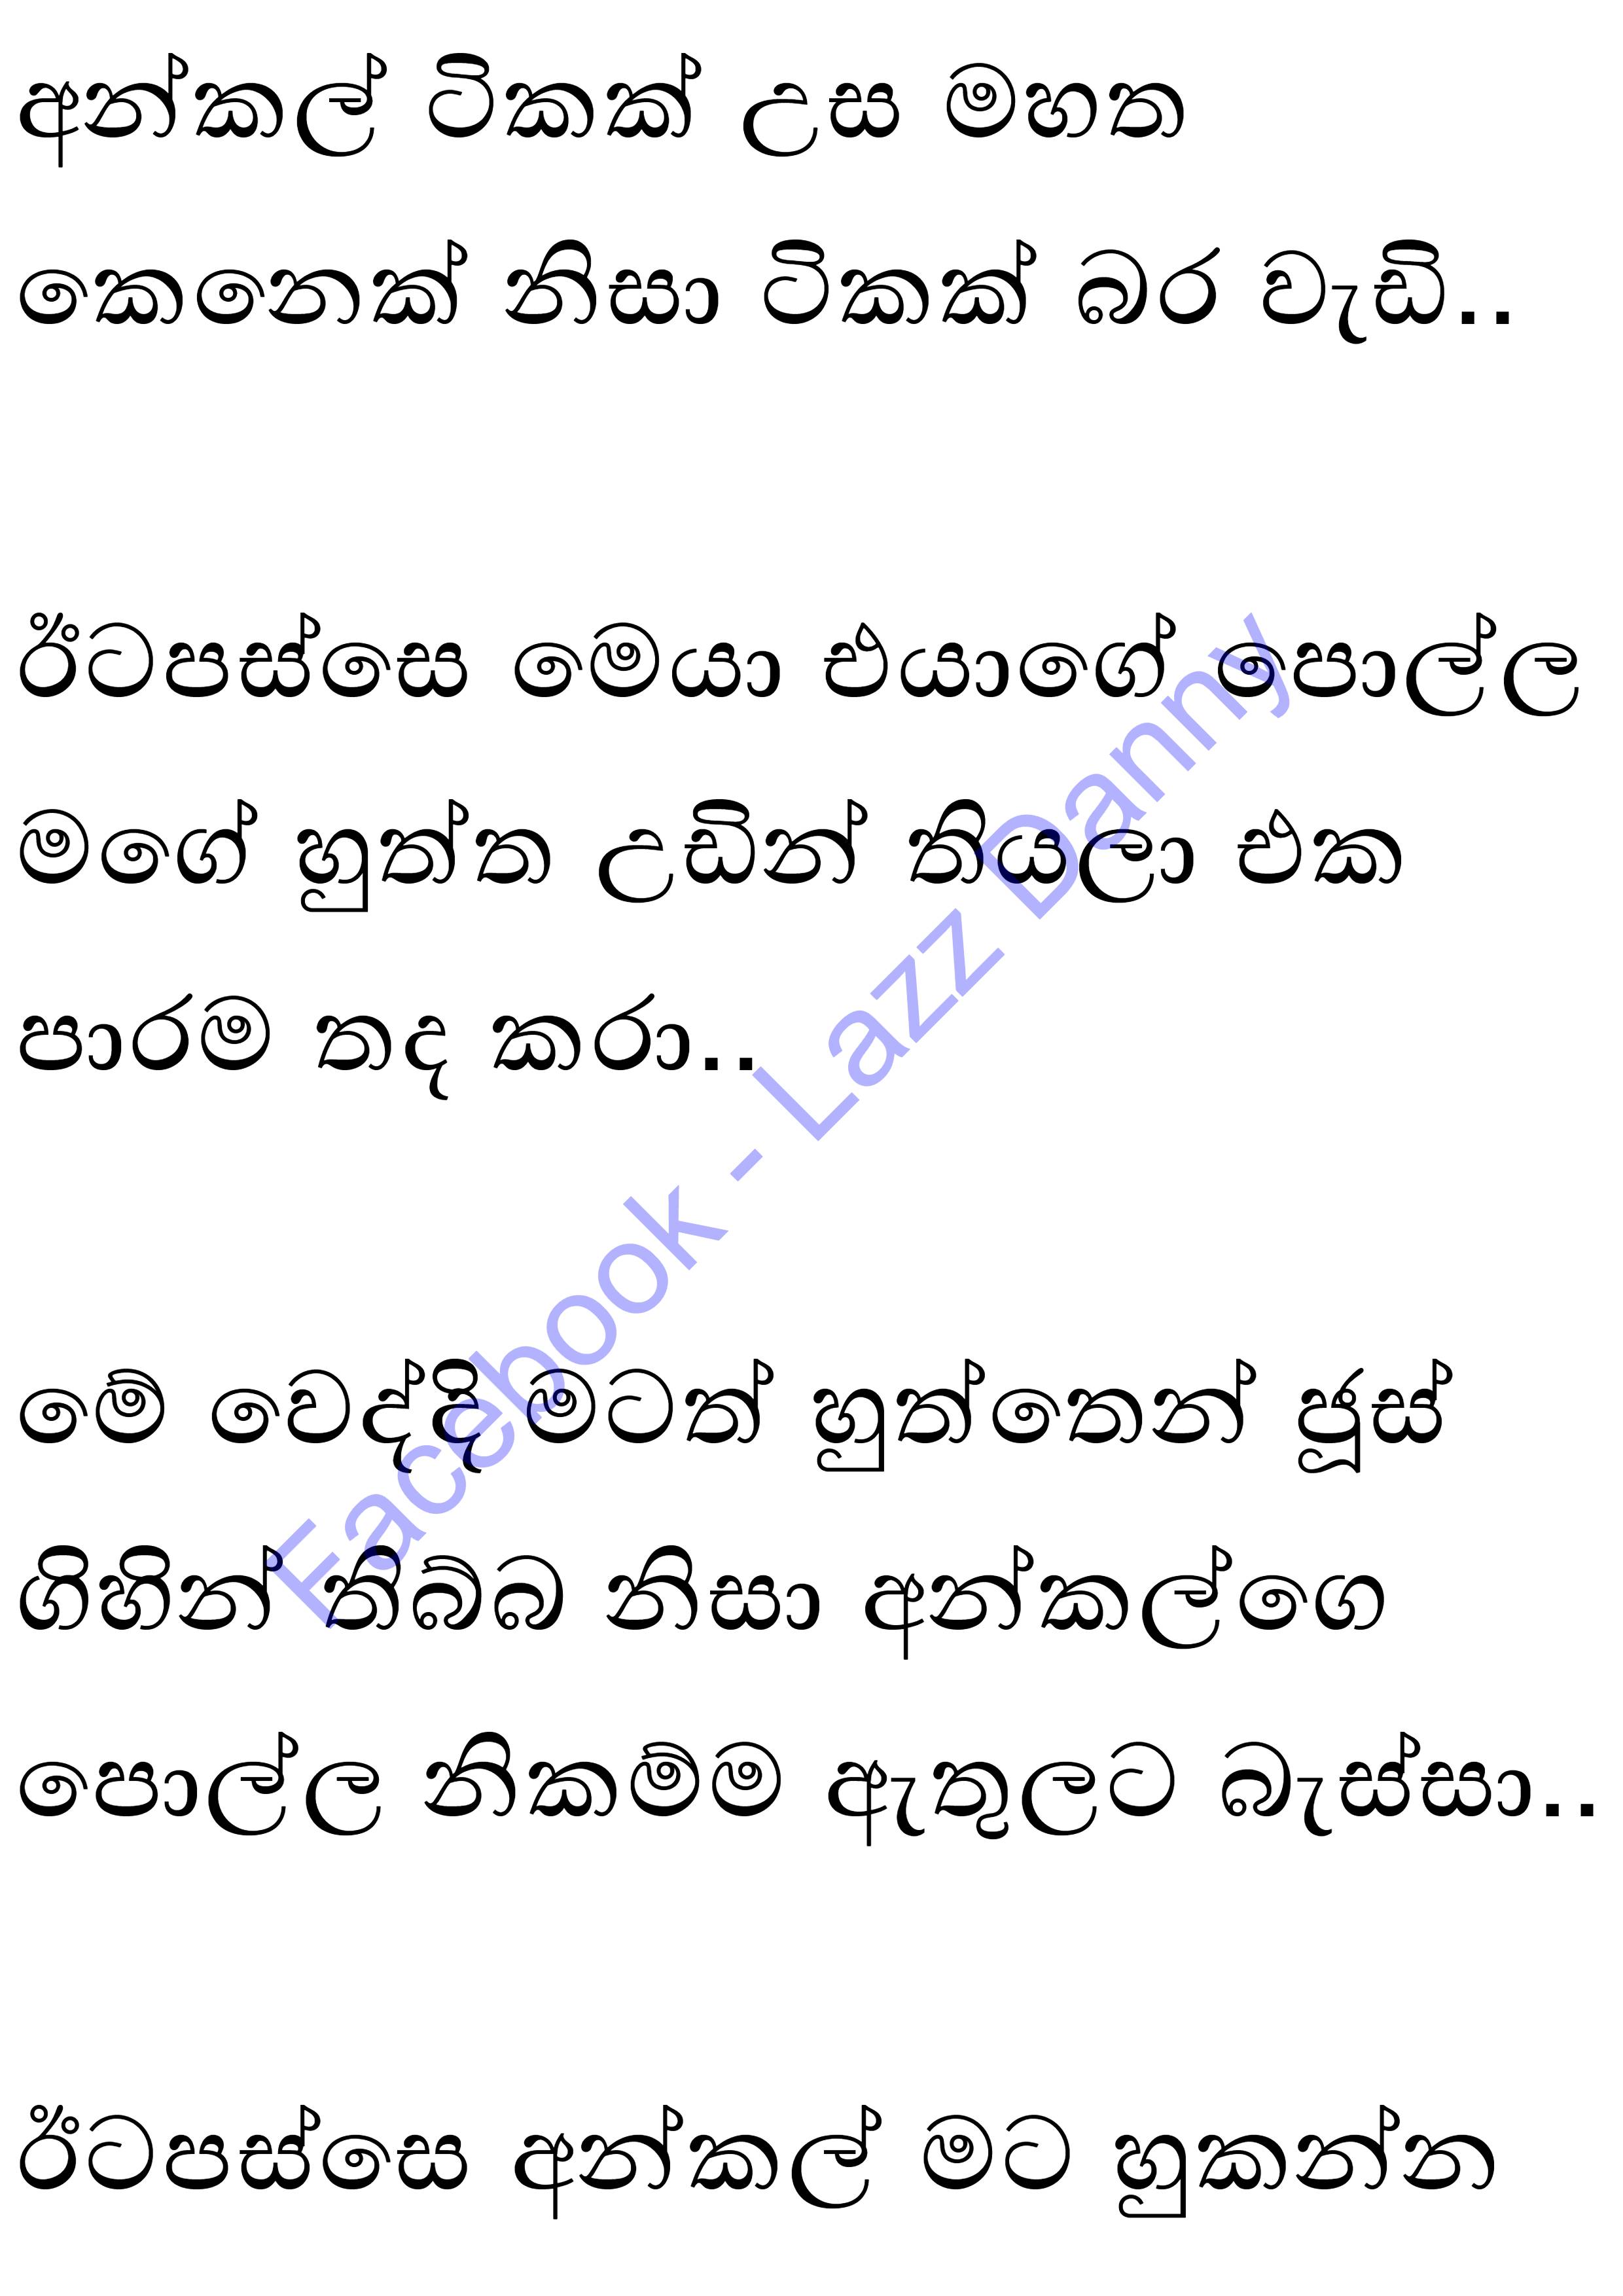 අන්කල් ටිකක් උස මහත
කෙනෙක් නිසා ටිකක් බර වැඩි..
ඊටපස්සෙ මෙයා එයාගේ පොල්ල
මගේ හුත්ත උඩින් තියලා එක
පාරම තද කරා..
මේ වෙද්දි මටත් හුත්තෙන් ජූස්
ගිහින් තිබ්බ නිසා අන්කල්ගෙ
පොල්ල නිකම්ම ඇතුලට බැස්සා..
ඊටපස්සෙ අන්කල් මට හුකන්න
Facebook - Lazz Danny